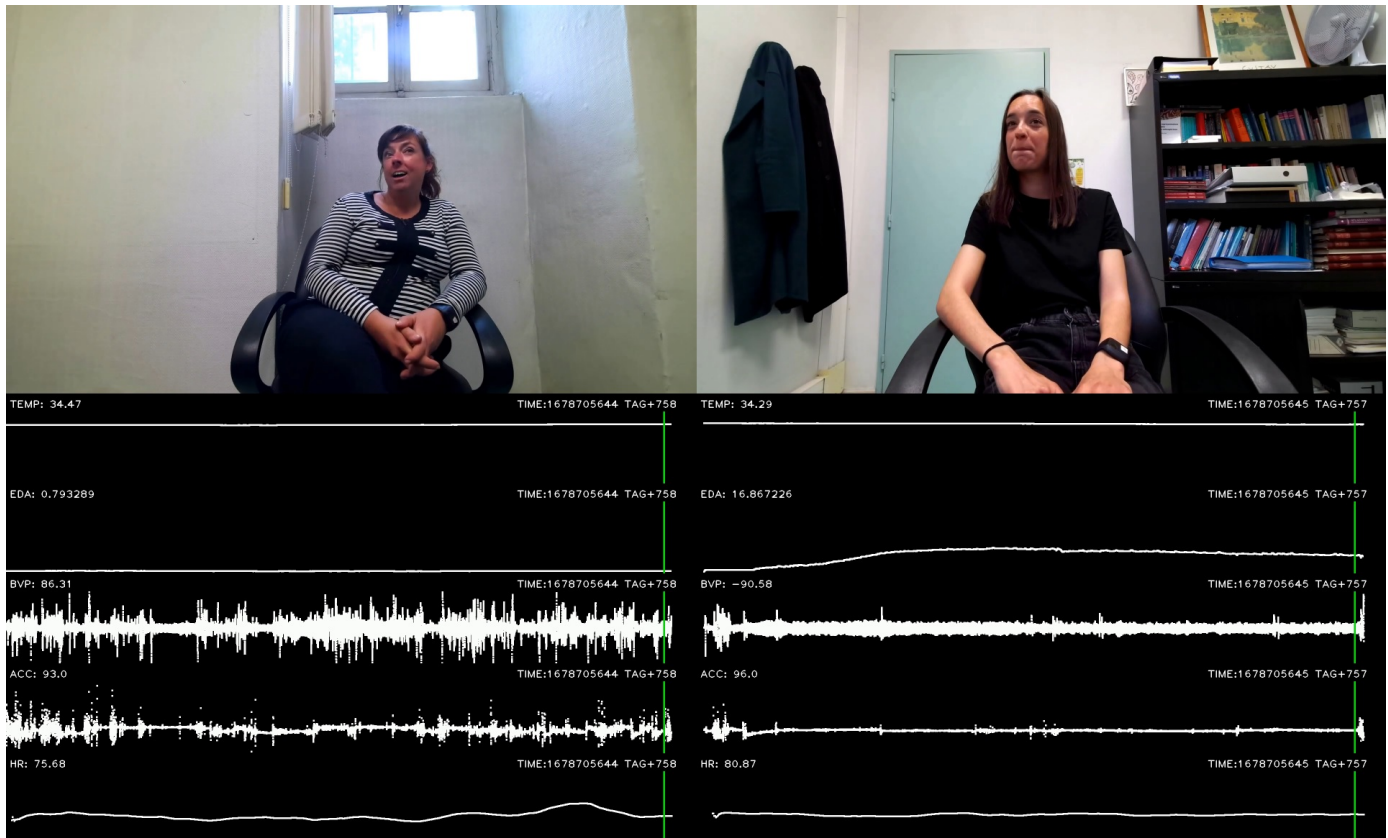 TEMP: 34.47 TIME:1678705644 TAG+758
TEMP: 34.29 TIME:1678705645 TAG+757
EDA: 0.793289 TIME:1678705644 TAG+758
EDA: 16.867226 TIME:1678705645 TAG+757
BVP: 86.31 TIME:1678705644 TAG+758
BVP: -90.58 TIME:1678705645 TAG+757
ACC: 93.0 TIME:1678705644 TAG+758
ACC: 96.0 TIME:1678705645 TAG+757
HR: 75.68 TIME:1678705644 TAG+758
HR: 80.87 TIME:1678705645 TAG+757